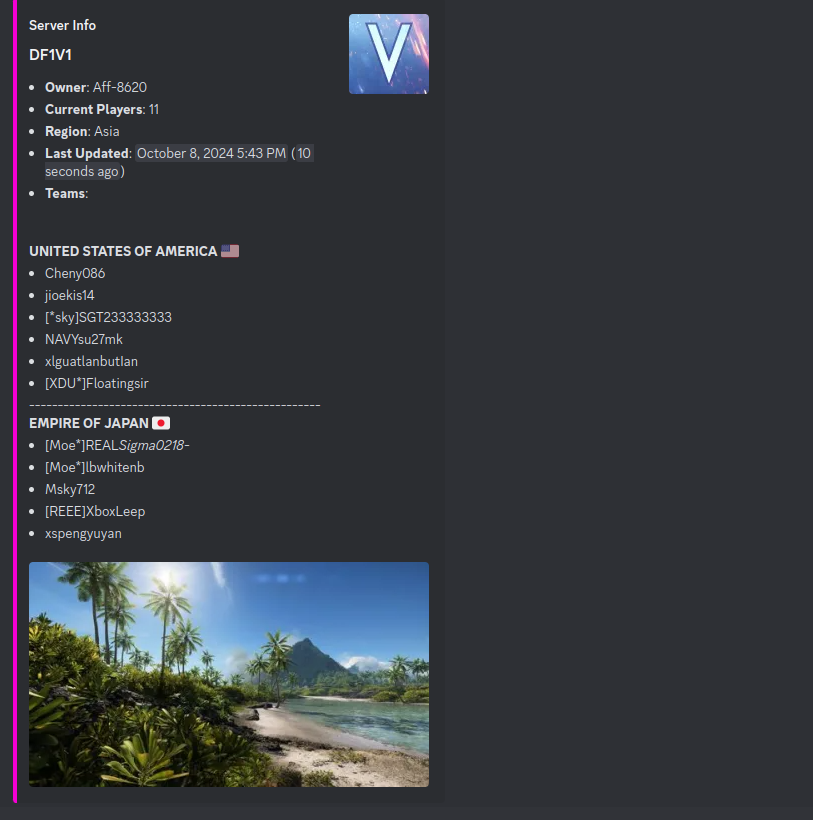 Server Info
DF1V1
V
Owner: Aff-8620
Current Players: 11
Region: Asia
Last Updated: October 8, 2024 5:43 PM (10
seconds ago)
Teams:
UNITED STATES OF AMERICA
Cheny086
jioekis14
[*sky]SGT233333333
NAVYsu27mk
xlguatlanbutlan
[XDU*]Floatingsir
--------------------------------------------------
EMPIRE OF JAPAN
[Moe*]REALSigma0218-
[Moe*]lbwhitenb
Msky712
[REEE]XboxLeep
xspengyuyan